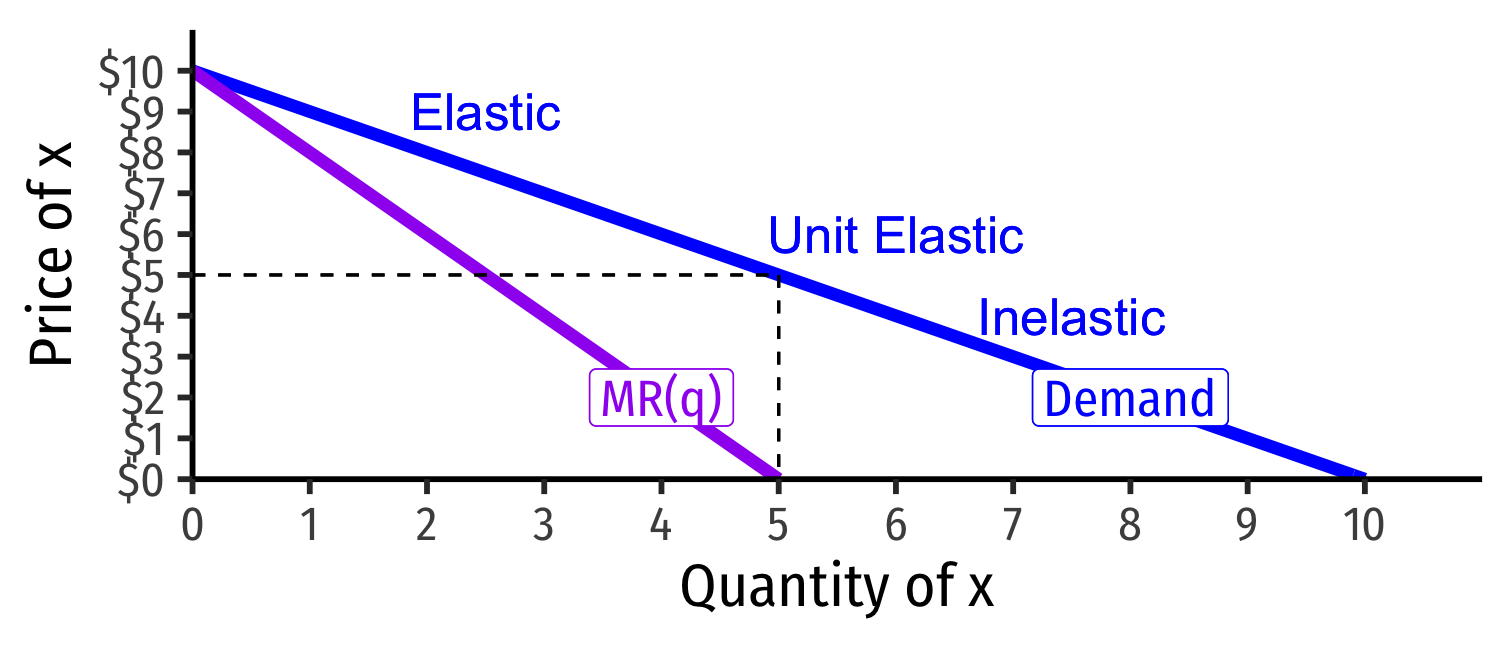 $10
$9
$8
$7
$6
$5
$4
$3
$2
$1
$0
Price of x
Elastic
Unit Elastic
Inelastic
MR(q)
Demand
0 1 2 3 4 5 6 7 8 9 10
Quantity of x